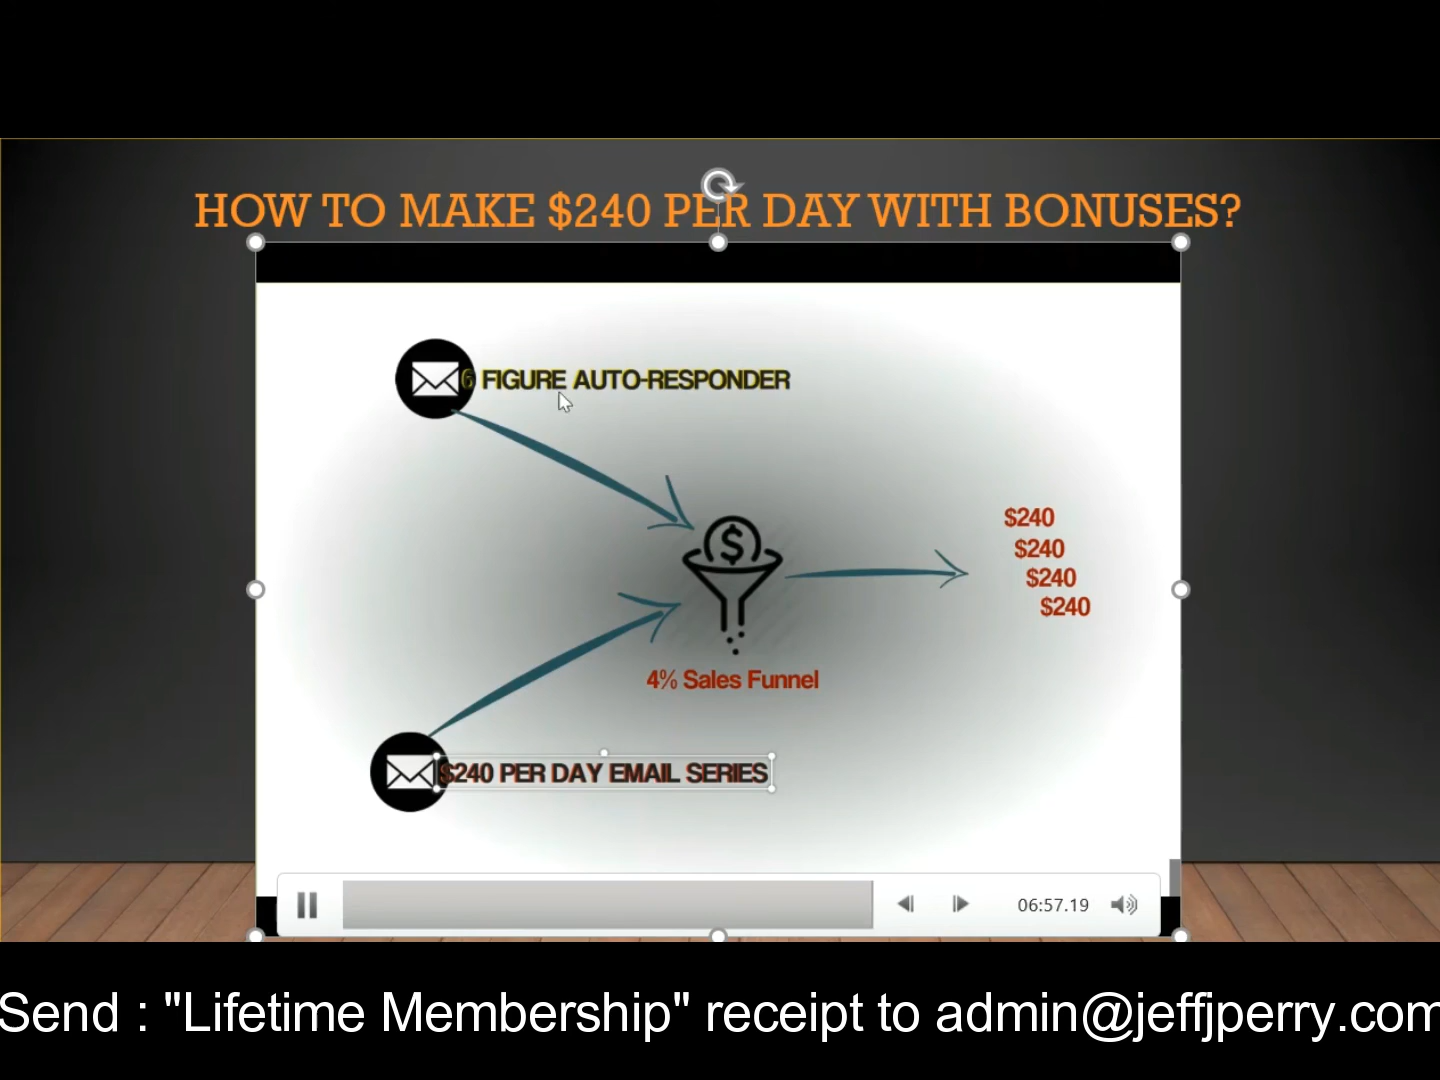 HOW TO MAKE $240 PER DAY WITH BONUSES?
6 FIGURE AUTO-RESPONDER
$240
$240
$240
$240
4% Sales Funnel
$240 PER DAY EMAIL SERIES
06:57.19
Send : "Lifetime Membership" receipt to admin@jeffjperry.com